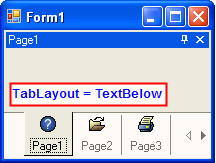 Form1
Page1
TabLayout = TextBelow
Page1 Page2 Page3